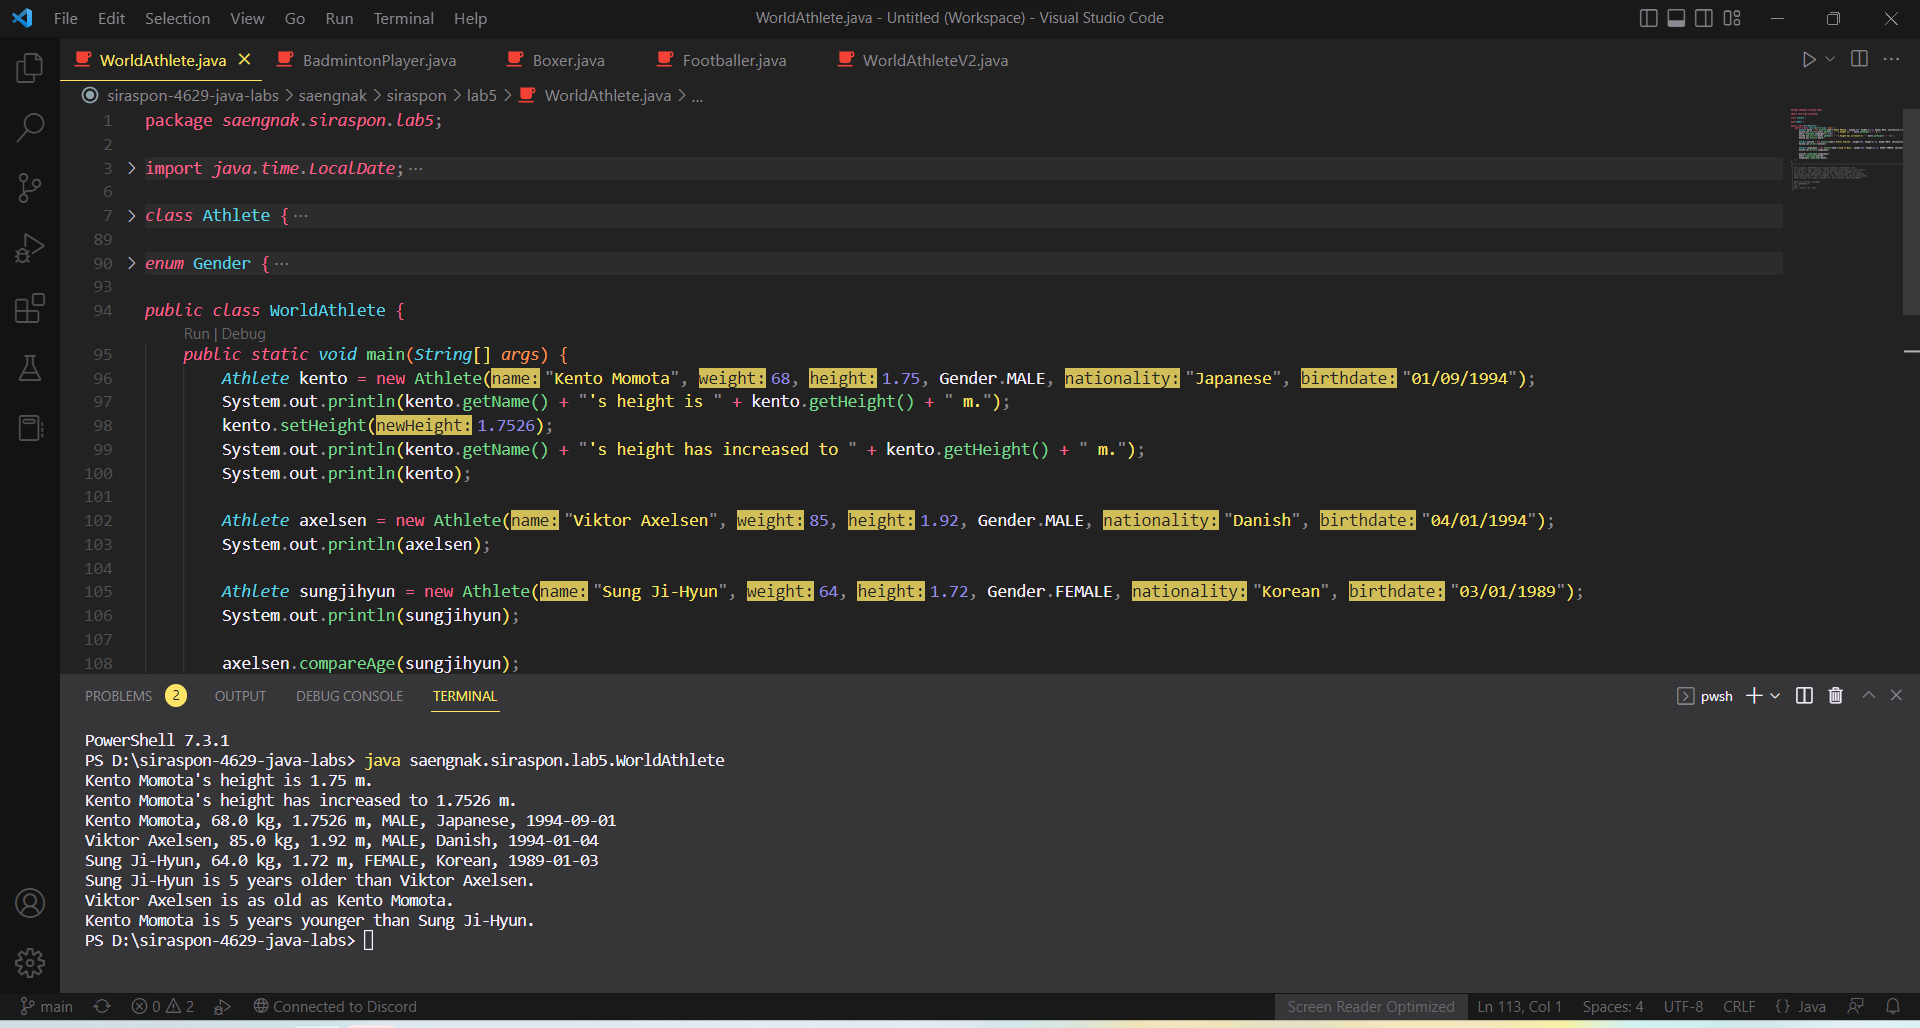 File Edit Selection View Go Run Terminal Help
WorldAthlete.java - Untitled (Workspace) - Visual Studio Code
WorldAthlete.java BadmintonPlayer.java Boxer.java Footballer.java WorldAthleteV2.java
siraspon-4629-java-labs > saengnak > siraspon > lab5 > WorldAthlete.java > ...
1 package saengnak.siraspon.lab5;
2
3 import java.time.LocalDate; ...
6
7 class Athlete { ...
89
90 enum Gender { ...
93
94 public class WorldAthlete {
Run | Debug
95 public static void main(String[] args) {
96 Athlete kento = new Athlete(name: "Kento Momota", weight: 68, height: 1.75, Gender.MALE, nationality: "Japanese", birthdate: "01/09/1994");
97 System.out.println(kento.getName() + "'s height is " + kento.getHeight() + " m.");
98 kento.setHeight(newHeight: 1.7526);
99 System.out.println(kento.getName() + "'s height has increased to " + kento.getHeight() + " m.");
100 System.out.println(kento);
101
102 Athlete axelsen = new Athlete(name: "Viktor Axelsen", weight: 85, height: 1.92, Gender.MALE, nationality: "Danish", birthdate: "04/01/1994");
103 System.out.println(axelsen);
104
105 Athlete sungjihyun = new Athlete(name: "Sung Ji-Hyun", weight: 64, height: 1.72, Gender.FEMALE, nationality: "Korean", birthdate: "03/01/1989");
106 System.out.println(sungjihyun);
107
108 axelsen.compareAge(sungjihyun);
PROBLEMS 2 OUTPUT DEBUG CONSOLE TERMINAL pwsh
PowerShell 7.3.1
PS D:\siraspon-4629-java-labs> java saengnak.siraspon.lab5.WorldAthlete
Kento Momota's height is 1.75 m.
Kento Momota's height has increased to 1.7526 m.
Kento Momota, 68.0 kg, 1.7526 m, MALE, Japanese, 1994-09-01
Viktor Axelsen, 85.0 kg, 1.92 m, MALE, Danish, 1994-01-04
Sung Ji-Hyun, 64.0 kg, 1.72 m, FEMALE, Korean, 1989-01-03
Sung Ji-Hyun is 5 years older than Viktor Axelsen.
Viktor Axelsen is as old as Kento Momota.
Kento Momota is 5 years younger than Sung Ji-Hyun.
PS D:\siraspon-4629-java-labs>
main 0 2 Connected to Discord Screen Reader Optimized Ln 113, Col 1 Spaces: 4 UTF-8 CRLF {} Java